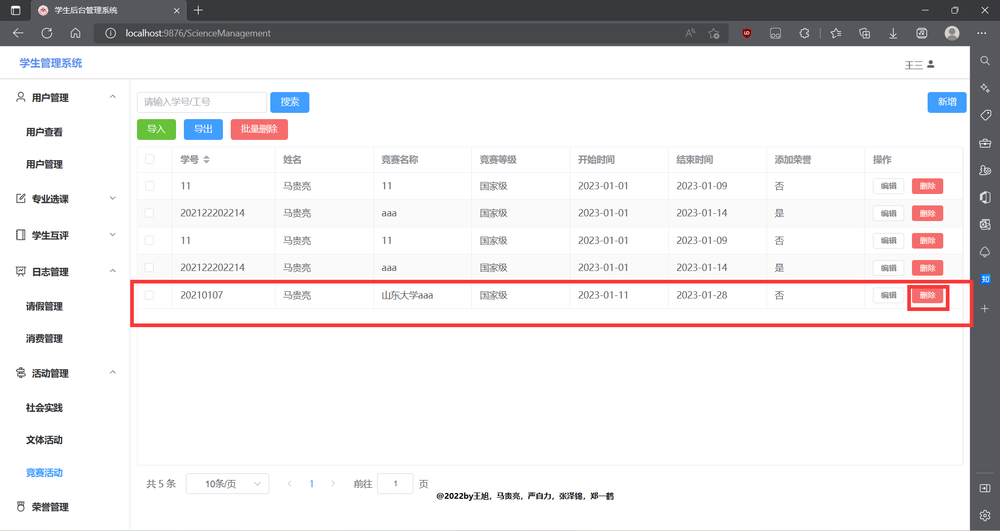 学生后台管理系统
localhost:9876/ScienceManagement
学生管理系统
王三
用户管理
用户查看
用户管理
专业选课
学生互评
日志管理
请假管理
消费管理
活动管理
社会实践
文体活动
竞赛活动
荣誉管理
请输入学号/工号 搜索 新增
导入 导出 批量删除
学号 姓名 竞赛名称 竞赛等级 开始时间 结束时间 添加荣誉 操作
11 马贵亮 11 国家级 2023-01-01 2023-01-09 否 编辑 删除
202122202214 马贵亮 aaa 国家级 2023-01-01 2023-01-14 是 编辑 删除
11 马贵亮 11 国家级 2023-01-01 2023-01-09 否 编辑 删除
202122202214 马贵亮 aaa 国家级 2023-01-01 2023-01-14 是 编辑 删除
20210107 马贵亮 山东大学aaa 国家级 2023-01-11 2023-01-28 否 编辑 删除
共 5 条 10条/页 1 前往 1 页
@2022by王旭，马贵亮，严自力，张泽锦，郑一鹤
知